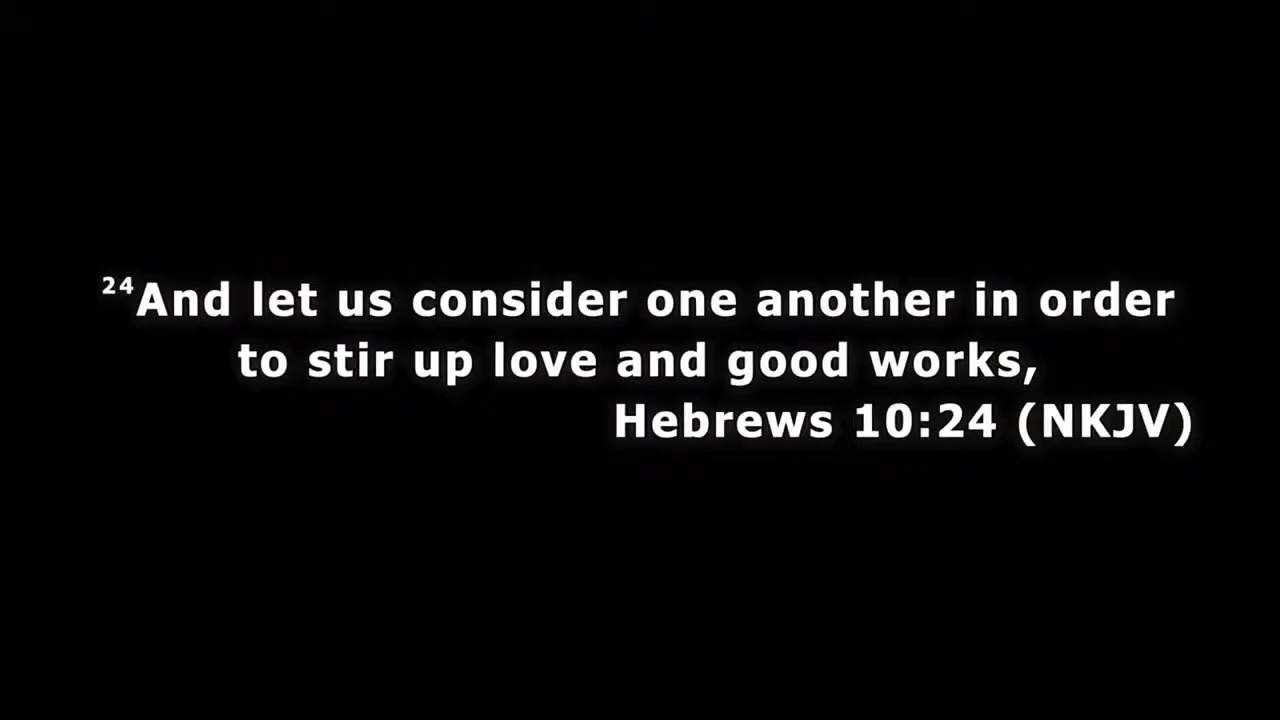 24And let us consider one another in order
to stir up love and good works,
Hebrews 10:24 (NKJV)